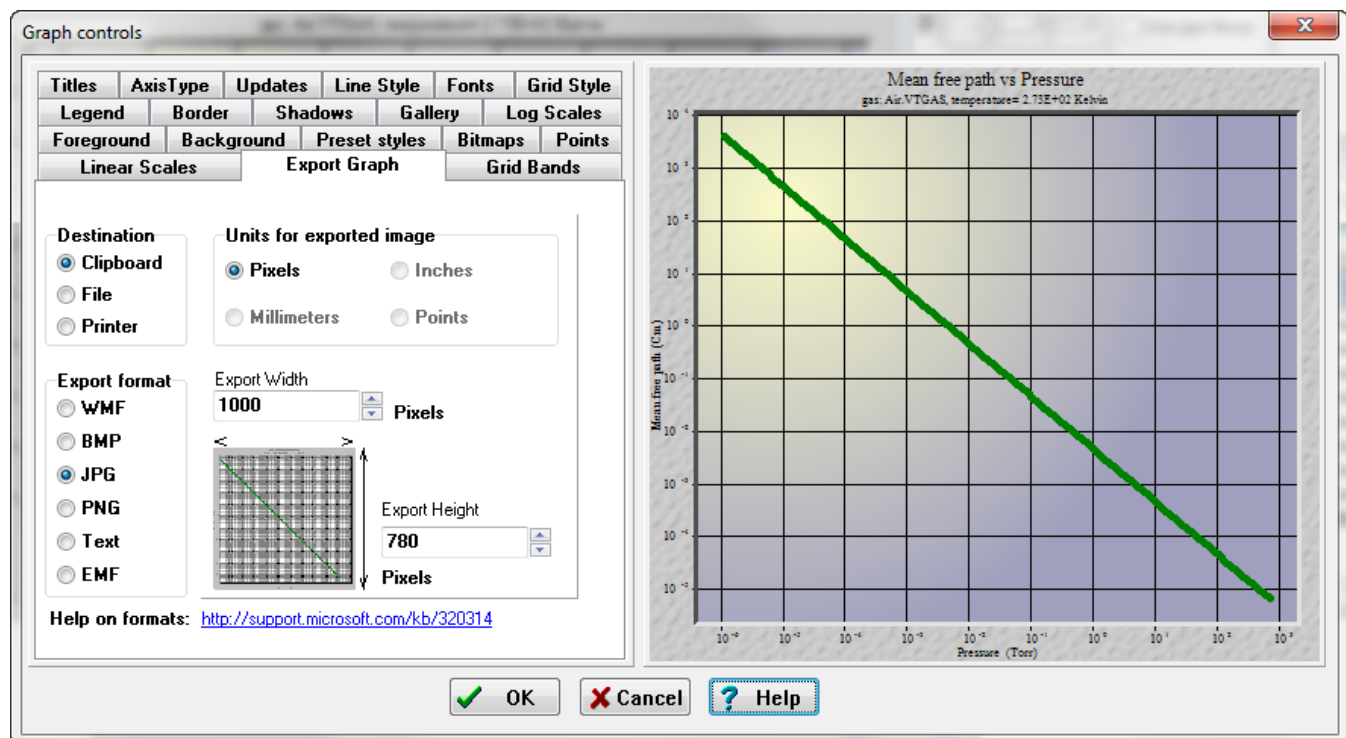 Graph controls
Titles AxisType Updates Line Style Fonts Grid Style
Legend Border Shadows Gallery Log Scales
Foreground Background Preset styles Bitmaps Points
Linear Scales Export Graph Grid Bands
Destination
Clipboard
File
Printer
Units for exported image
Pixels Inches
Millimeters Points
Export format
WMF
BMP
JPG
PNG
Text
EMF
Export Width
1000 Pixels
Export Height
780
Pixels
Help on formats: http://support.microsoft.com/kb/320314
Mean free path vs Pressure
gas: Air.VTGAS, temperature= 2.73E+02 Kelvin
Mean free path (Cm)
Pressure (Torr)
OK Cancel Help